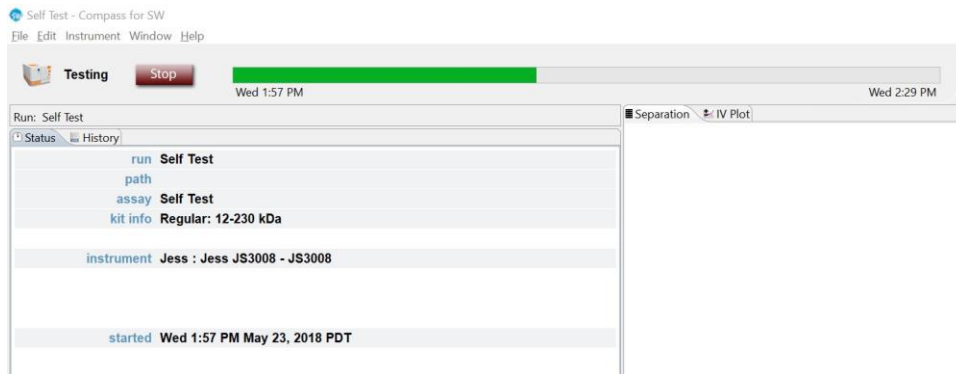 Self Test - Compass for SW
File Edit Instrument Window Help
Testing Stop
Wed 1:57 PM Wed 2:29 PM
Run: Self Test
Separation IV Plot
Status History
run Self Test
path
assay Self Test
kit info Regular: 12-230 kDa
instrument Jess : Jess JS3008 - JS3008
started Wed 1:57 PM May 23, 2018 PDT